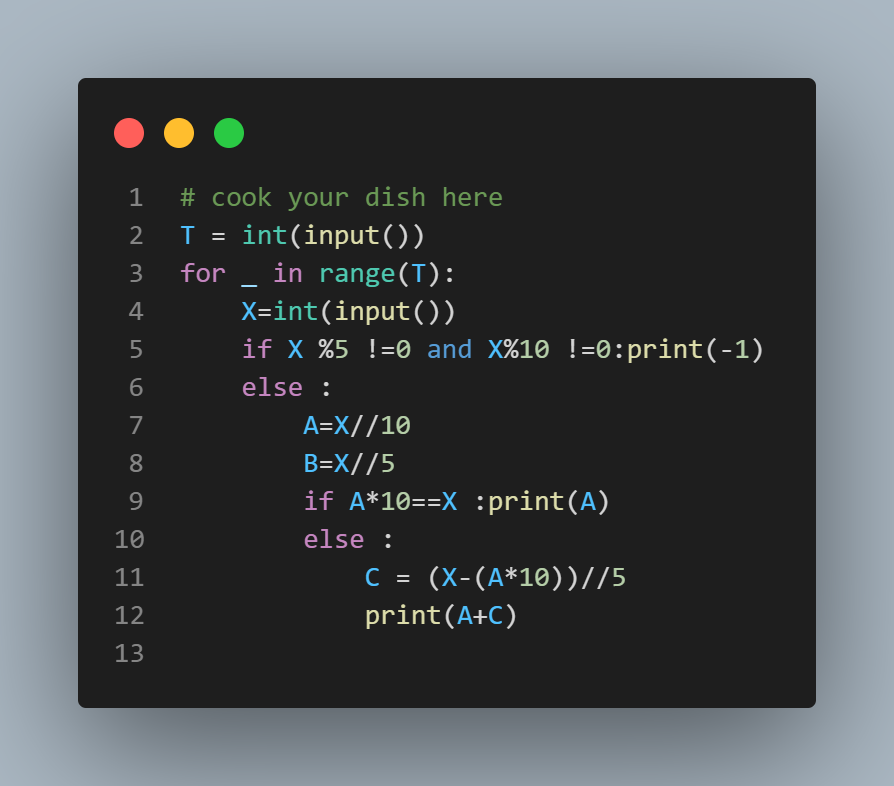 1 # cook your dish here
2 T = int(input())
3 for _ in range(T):
4     X=int(input())
5     if X %5 !=0 and X%10 !=0:print(-1)
6     else :
7         A=X//10
8         B=X//5
9         if A*10==X :print(A)
10         else :
11             C = (X-(A*10))//5
12             print(A+C)
13